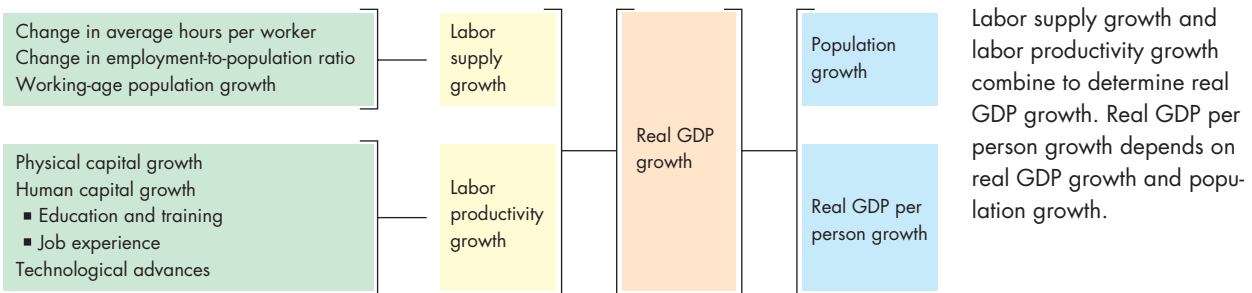 Change in average hours per worker
Change in employment-to-population ratio
Working-age population growth
Labor
supply
growth
Physical capital growth
Human capital growth
▪ Education and training
▪ Job experience
Technological advances
Labor
productivity
growth
Real GDP
growth
Population
growth
Real GDP per
person growth
Labor supply growth and
labor productivity growth
combine to determine real
GDP growth. Real GDP per
person growth depends on
real GDP growth and popu-
lation growth.